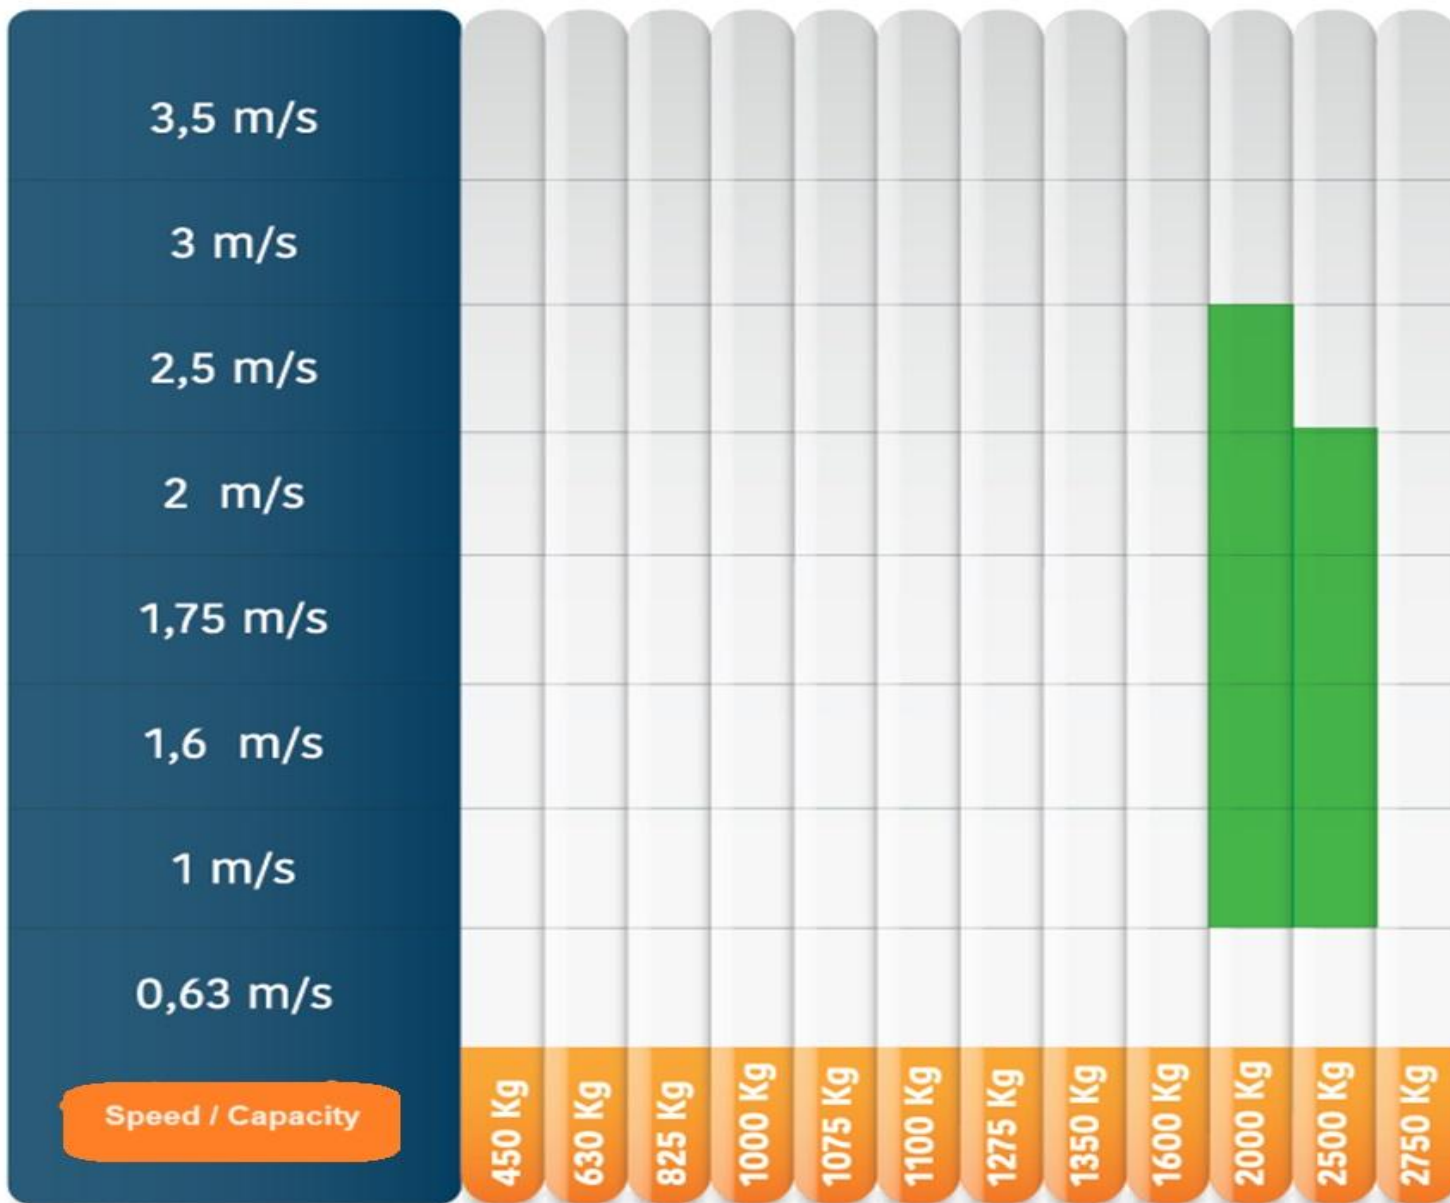 3,5 m/s
3 m/s
2,5 m/s
2 m/s
1,75 m/s
1,6 m/s
1 m/s
0,63 m/s
Speed / Capacity
450 Kg
630 Kg
825 Kg
1000 Kg
1075 Kg
1100 Kg
1275 Kg
1350 Kg
1600 Kg
2000 Kg
2500 Kg
2750 Kg